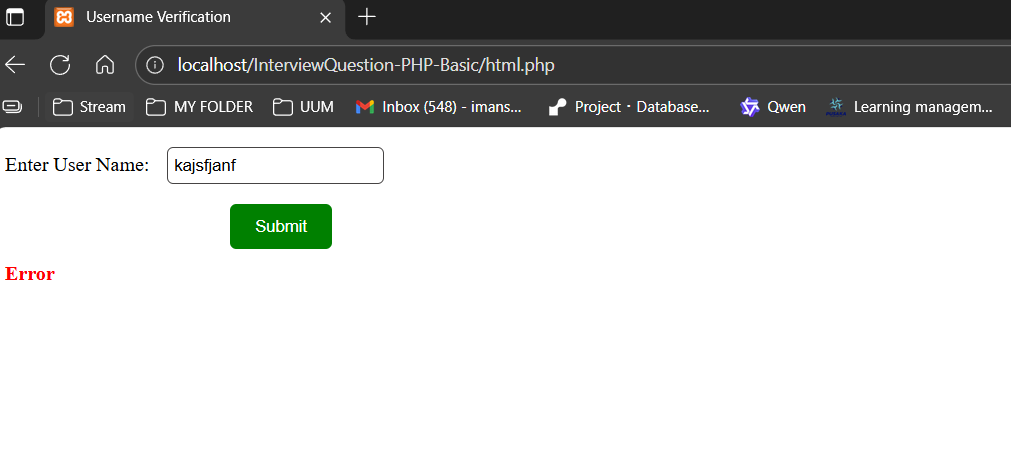 Username Verification
localhost/InterviewQuestion-PHP-Basic/html.php
Stream MY FOLDER UUM Inbox (548) - imans... Project · Database... Qwen Learning managem...
Enter User Name: kajsfjanf
Submit
Error